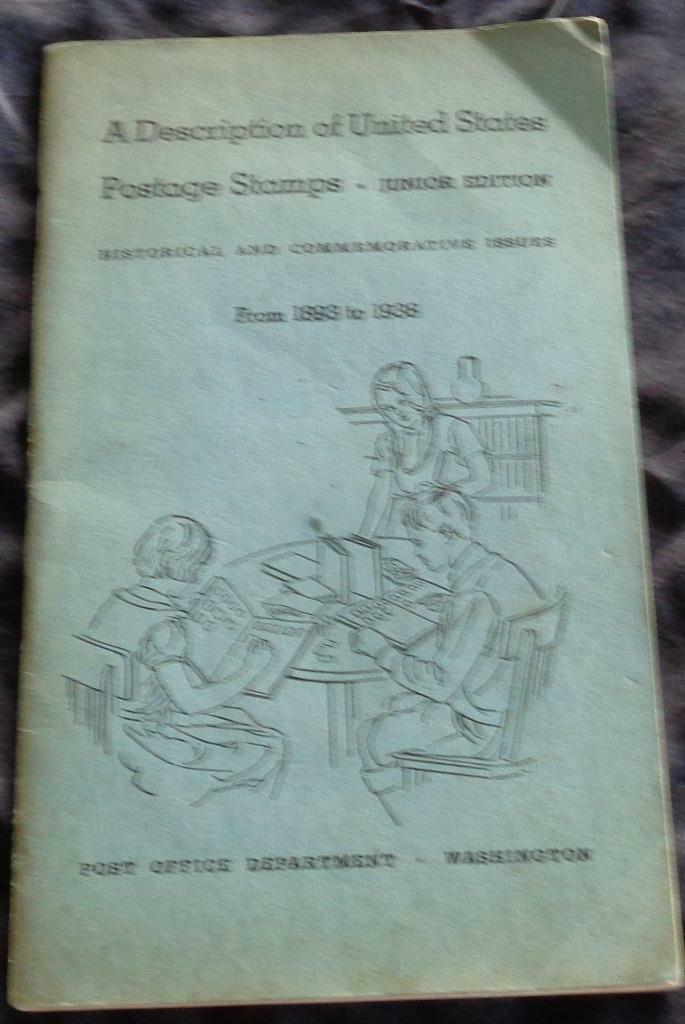 A Description of United States
Postage Stamps - JUNIOR EDITION
HISTORICAL AND COMMEMORATIVE ISSUES
From 1893 to 1938
POST OFFICE DEPARTMENT - WASHINGTON